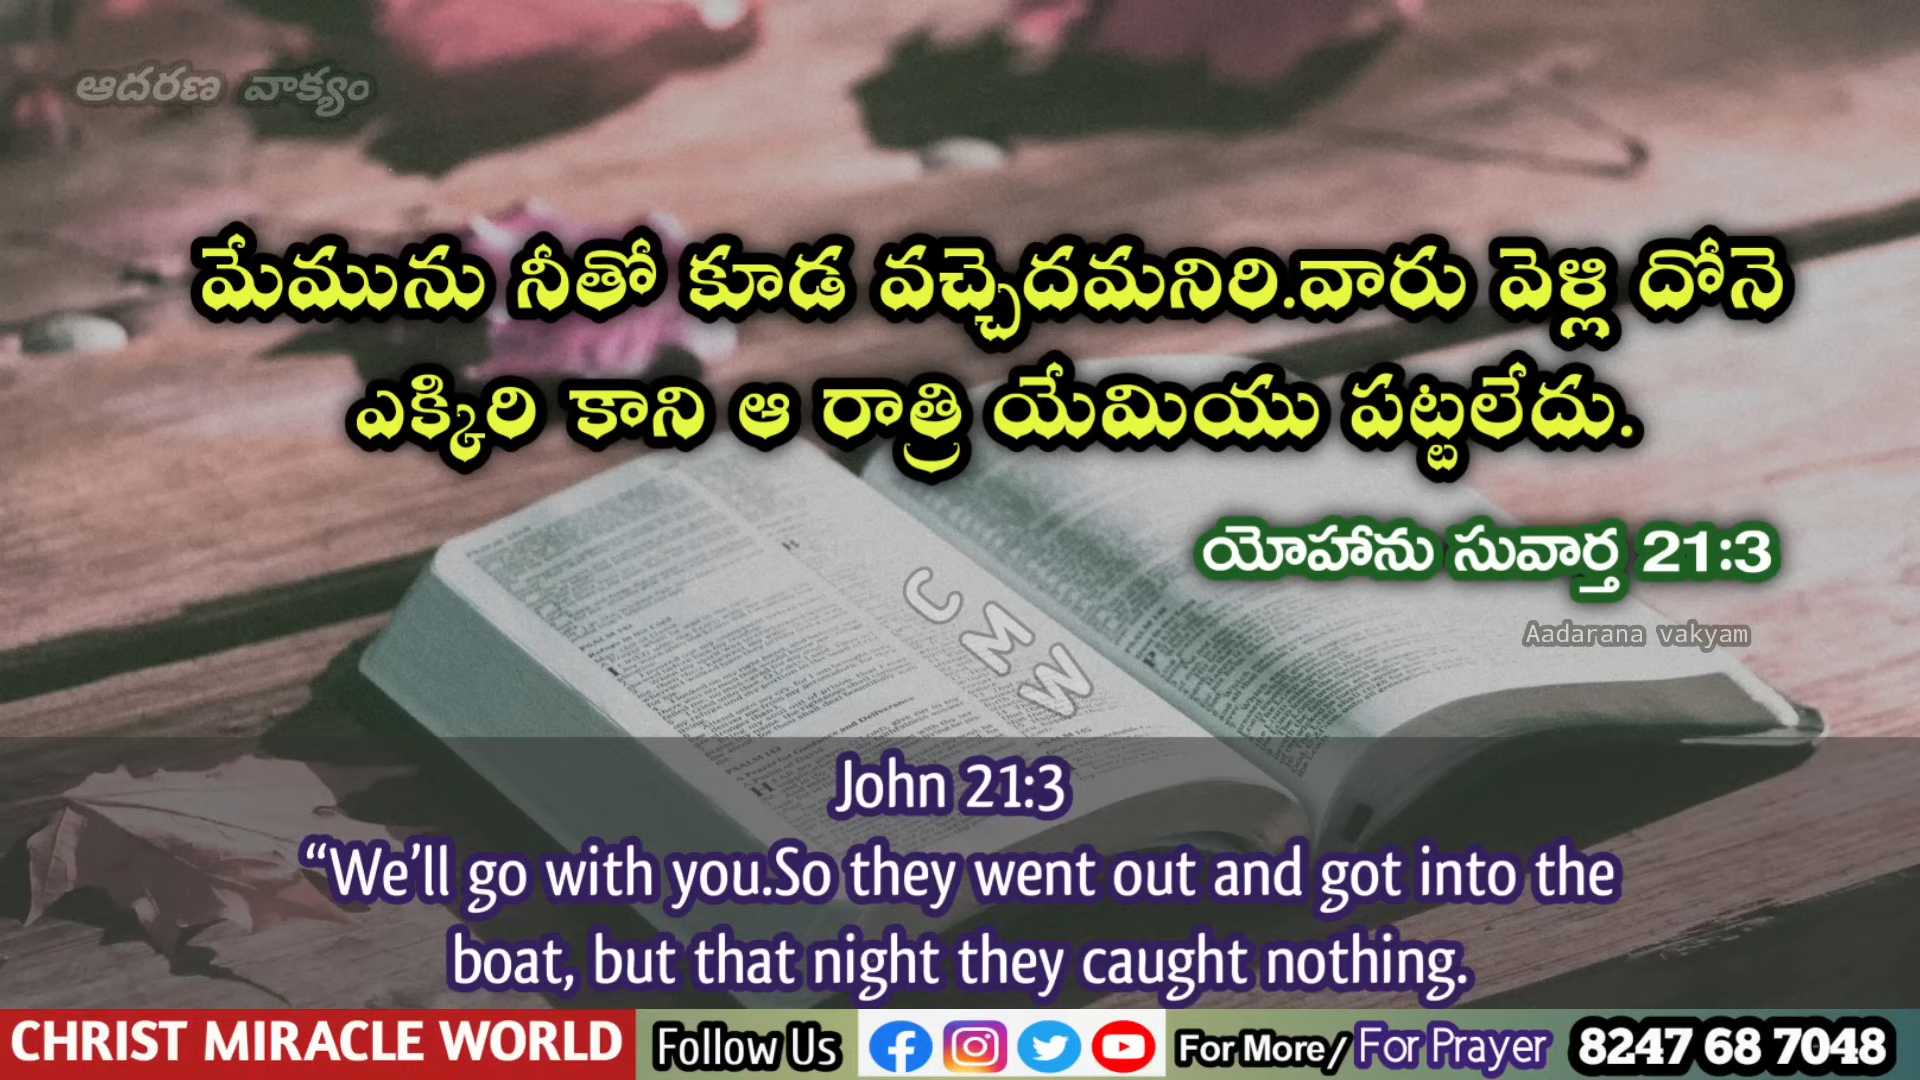 ఆదరణ వాక్యం
మేమును నీతో కూడ వచ్చెదమనిరి.వారు వెళ్లి దోనె
ఎక్కిరి కాని ఆ రాత్రి యేమియు పట్టలేదు.
యోహాను సువార్త 21:3
Aadarana vakyam
CMW
John 21:3
“We’ll go with you.So they went out and got into the
boat, but that night they caught nothing.
CHRIST MIRACLE WORLD Follow Us For More/ For Prayer 8247 68 7048